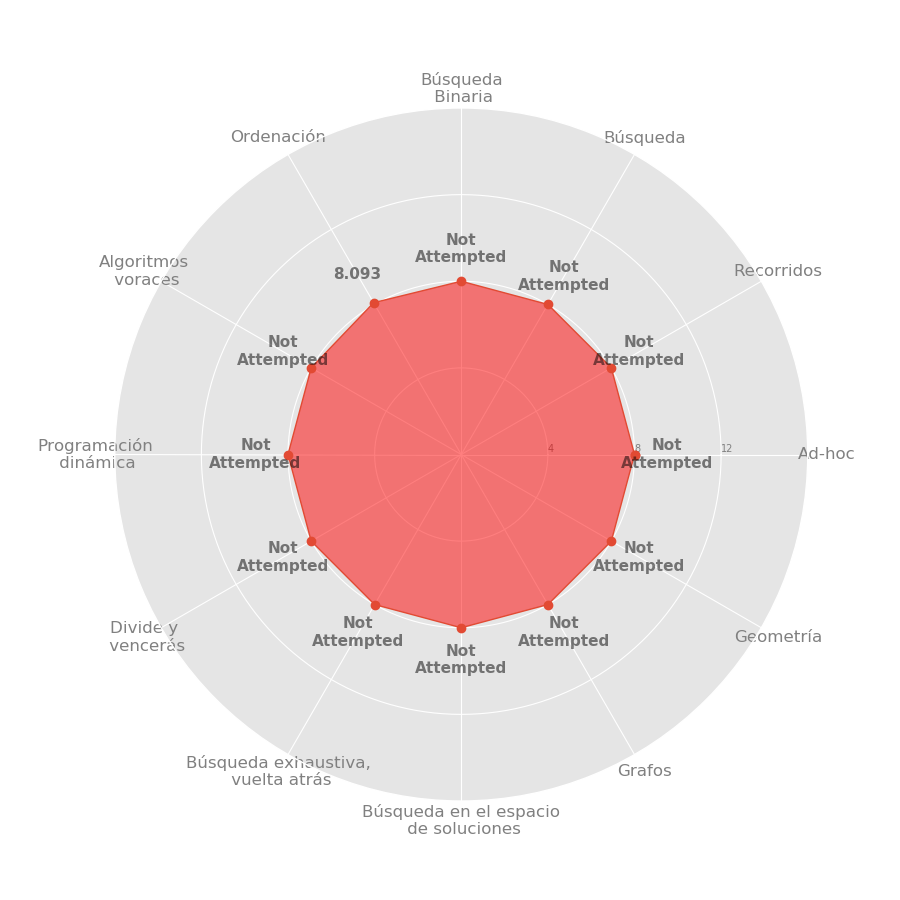 Búsqueda
Binaria
Ordenación
Búsqueda
Not
Attempted
Algoritmos
voraces
8.093
Not
Attempted
Recorridos
Not
Attempted
Not
Attempted
Programación
dinámica
Not
Attempted
4
8
12
Not
Attempted
Ad-hoc
Not
Attempted
Not
Attempted
Divide y
vencerás
Not
Attempted
Not
Attempted
Geometría
Not
Attempted
Búsqueda exhaustiva,
vuelta atrás
Grafos
Búsqueda en el espacio
de soluciones